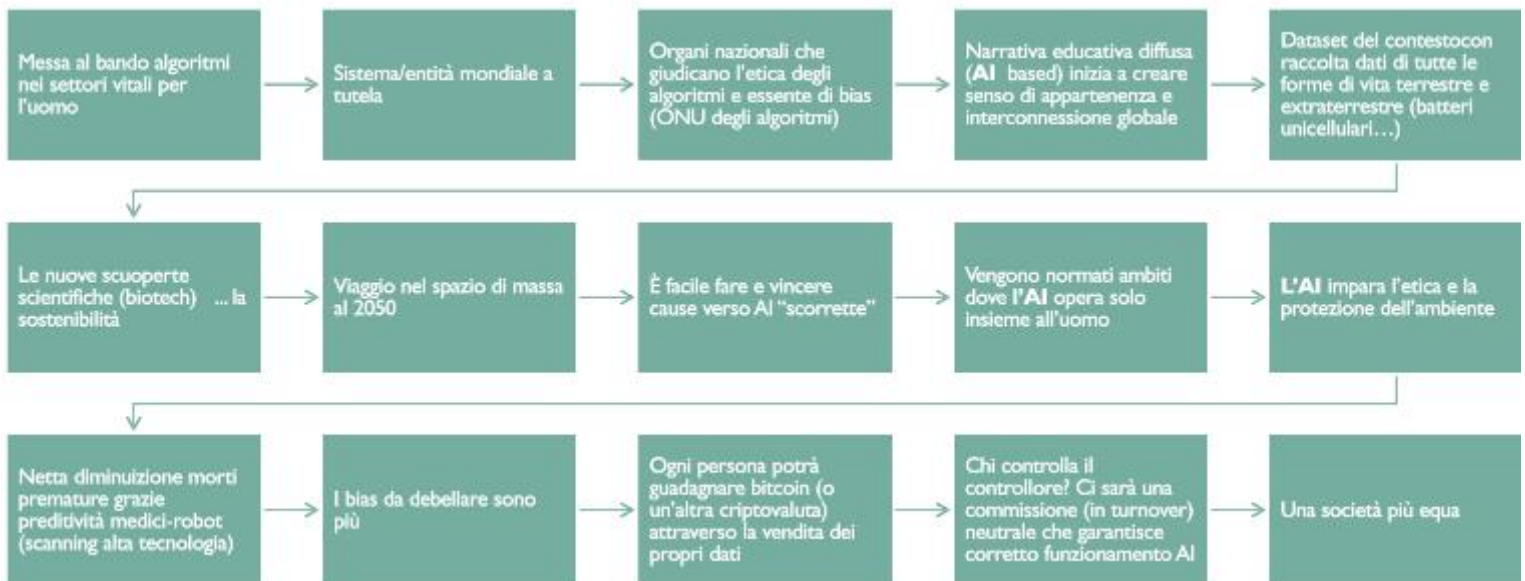 Messa al bando algoritmi
nei settori vitali per
l'uomo
Sistema/entità mondiale a
tutela
Organi nazionali che
giudicano l'etica degli
algoritmi e essente di bias
(ONU degli algoritmi)
Narrativa educativa diffusa
(AI based) inizia a creare
senso di appartenenza e
interconnessione globale
Dataset del contestocon
raccolta dati di tutte le
forme di vita terrestre e
extraterrestre (batteri
unicellulari...)
Le nuove scuoperte
scientifiche (biotech) ... la
sostenibilità
Viaggio nel spazio di massa
al 2050
È facile fare e vincere
cause verso AI "scorrette"
Vengono normati ambiti
dove l'AI opera solo
insieme all'uomo
L'AI impara l'etica e la
protezione dell'ambiente
Netta diminuizione morti
premature grazie
preditività medici-robot
(scanning alta tecnologia)
I bias da debellare sono
più
Ogni persona potrà
guadagnare bitcoin (o
un'altra criptovaluta)
attraverso la vendita dei
propri dati
Chi controlla il
controllore? Ci sarà una
commissione (in turnover)
neutrale che garantisce
corretto funzionamento AI
Una società più equa